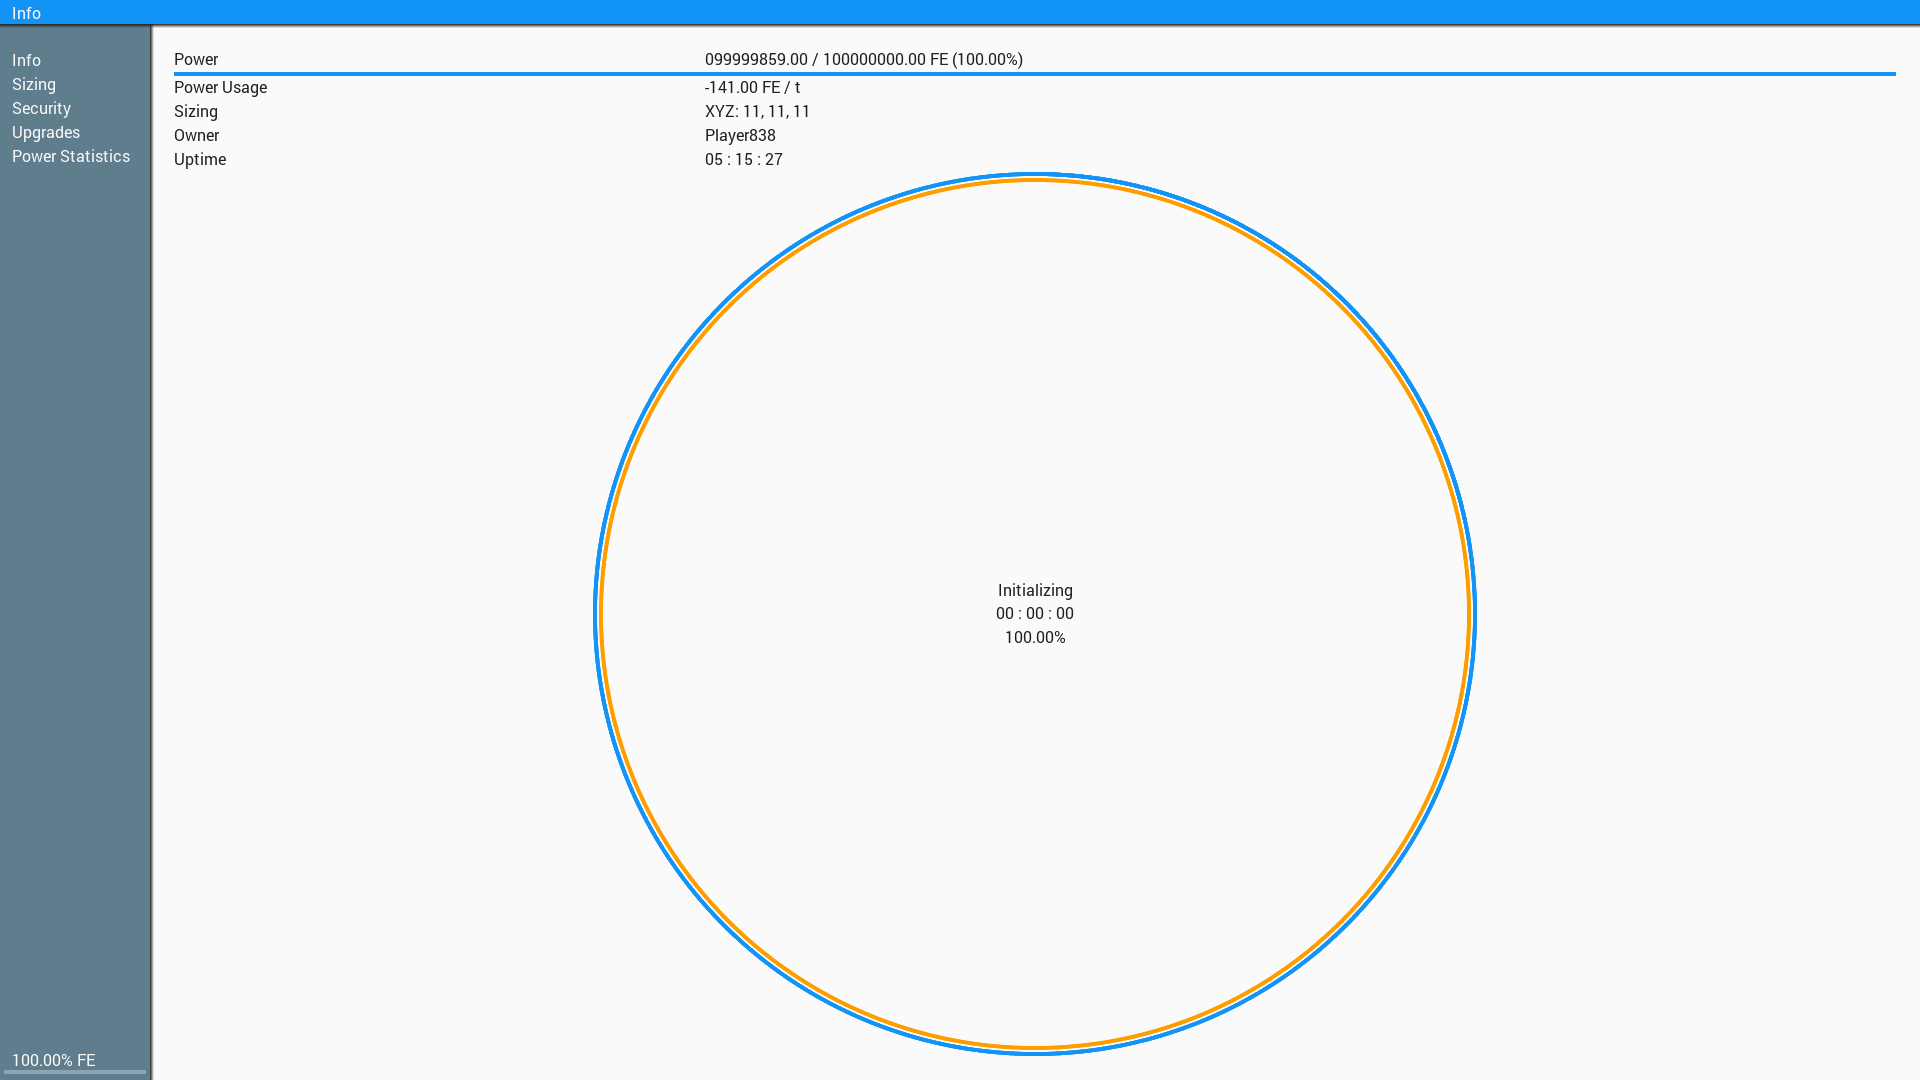 Info
Info
Sizing
Security
Upgrades
Power Statistics
Power 099999859.00 / 100000000.00 FE (100.00%)
Power Usage -141.00 FE / t
Sizing XYZ: 11, 11, 11
Owner Player838
Uptime 05 : 15 : 27
Initializing
00 : 00 : 00
100.00%
100.00% FE